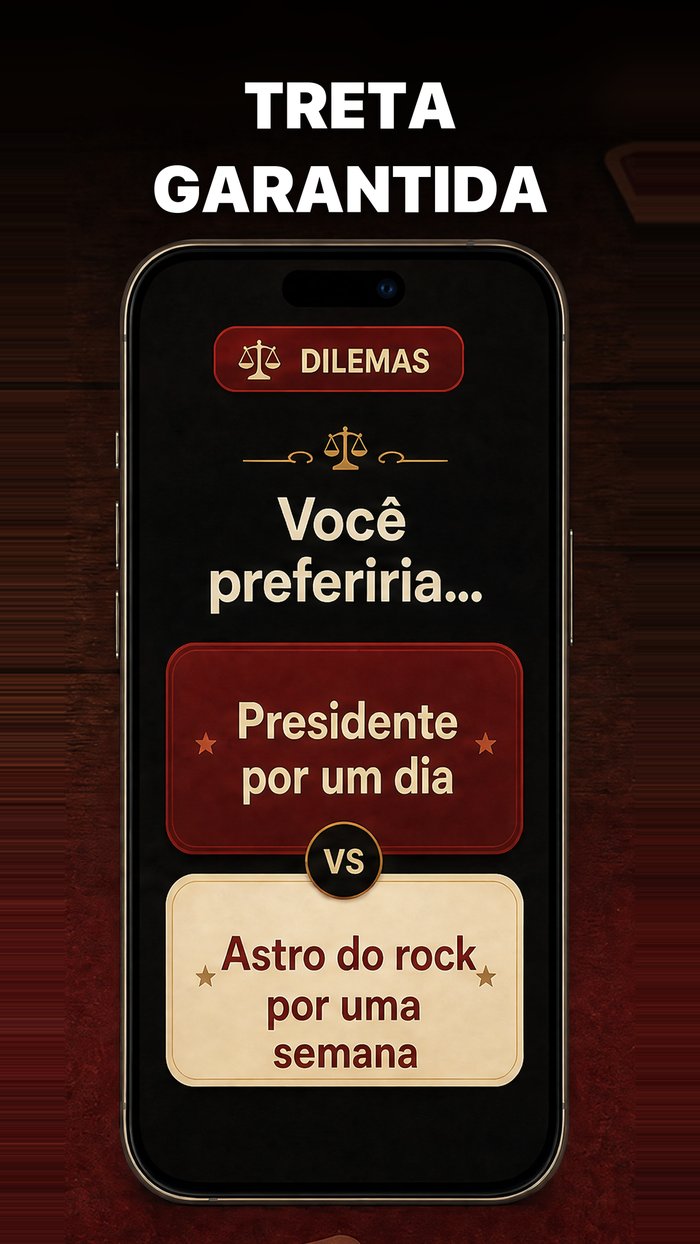 TRETA
GARANTIDA
DILEMAS
Você
preferiria...
Presidente
por um dia
VS
Astro do rock
por uma
semana